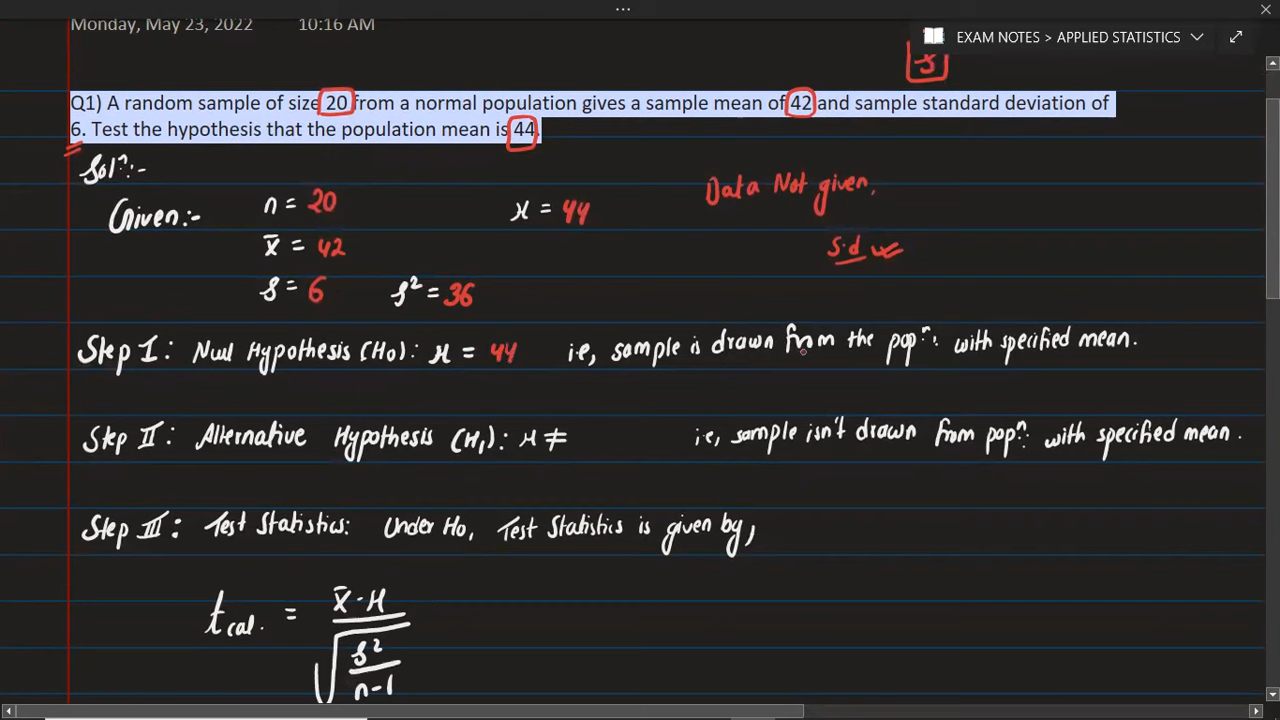 Monday, May 23, 2022 10:16 AM
EXAM NOTES > APPLIED STATISTICS
Q1) A random sample of size 20 from a normal population gives a sample mean of 42 and sample standard deviation of
6. Test the hypothesis that the population mean is 44.
Solⁿ:-
Given:- n = 20 μ = 44 Data Not given,
x̄ = 42 s.d
s = 6 s² = 36
Step I: Null Hypothesis (H₀): μ = 44 i.e, sample is drawn from the popⁿ. with specified mean.
Step II: Alternative Hypothesis (H₁): μ ≠ i.e, sample isn't drawn from popⁿ. with specified mean.
Step III: Test Statistics: Under H₀, Test Statistics is given by,
t cal. = x̄ - μ
s²
n-1